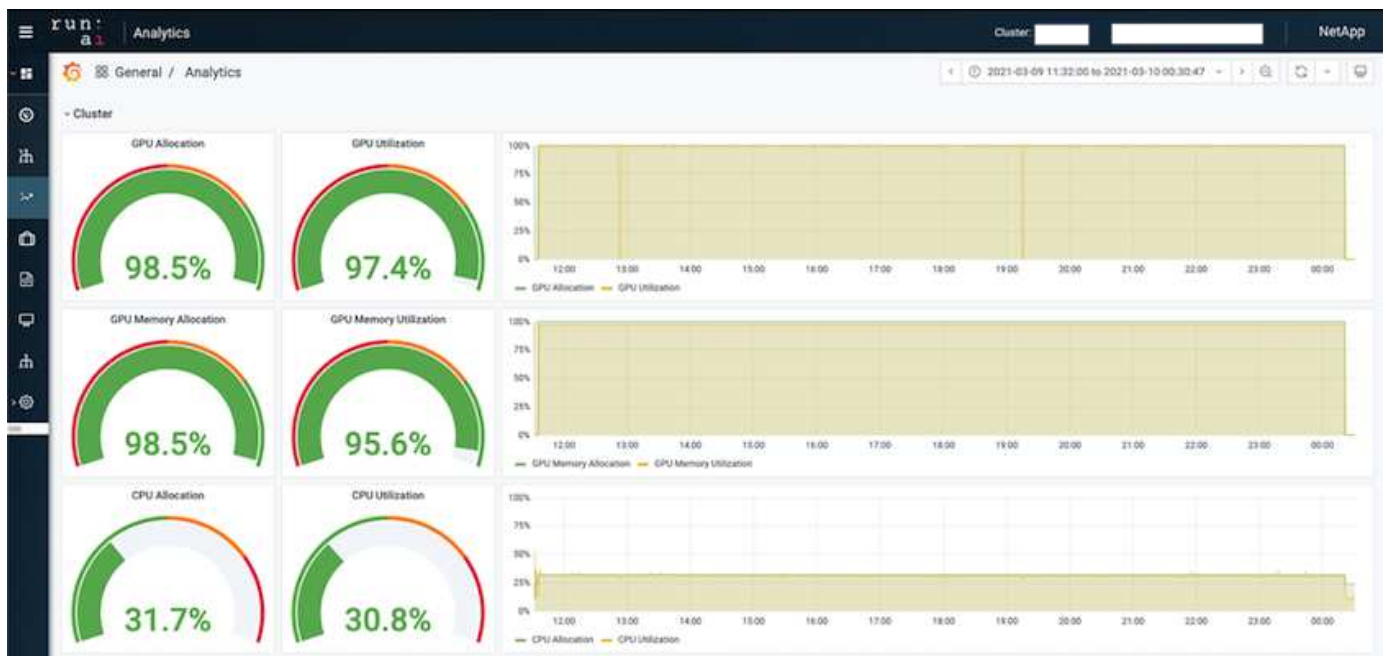 run:
ai
Analytics
Cluster:
NetApp
General / Analytics
2021-03-09 11:32:00 to 2021-03-10 00:30:47
Cluster
GPU Allocation
98.5%
GPU Utilization
97.4%
100%
75%
50%
25%
0%
12:00 13:00 14:00 15:00 16:00 17:00 18:00 19:00 20:00 21:00 22:00 23:00 00:00
GPU Allocation GPU Utilization
GPU Memory Allocation
98.5%
GPU Memory Utilization
95.6%
100%
75%
50%
25%
0%
12:00 13:00 14:00 15:00 16:00 17:00 18:00 19:00 20:00 21:00 22:00 23:00 00:00
GPU Memory Allocation GPU Memory Utilization
CPU Allocation
31.7%
CPU Utilization
30.8%
100%
75%
50%
25%
0%
12:00 13:00 14:00 15:00 16:00 17:00 18:00 19:00 20:00 21:00 22:00 23:00 00:00
CPU Allocation CPU Utilization